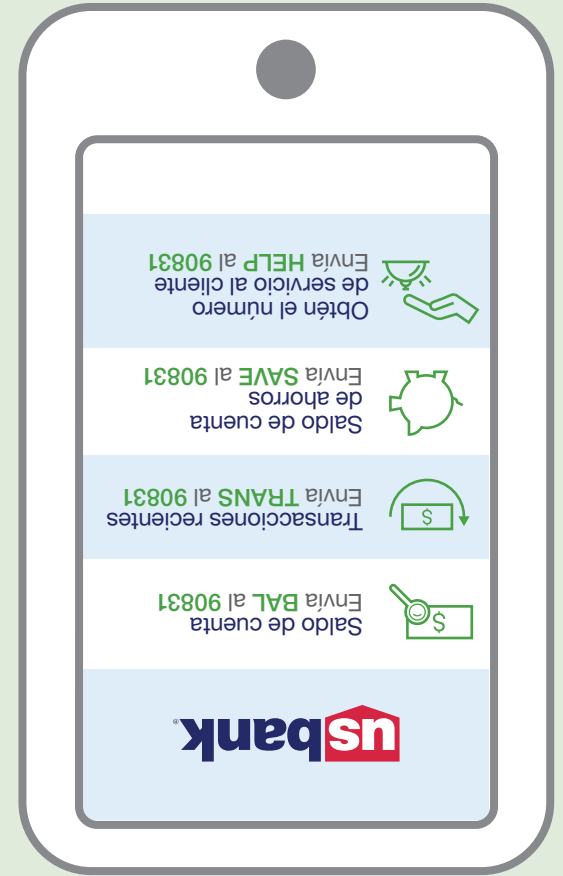 usbank®
Saldo de cuenta
Envía BAL al 90831
$
Transacciones recientes
Envía TRANS al 90831
$
Saldo de cuenta
de ahorros
Envía SAVE al 90831
Obtén el número
de servicio al cliente
Envía HELP al 90831